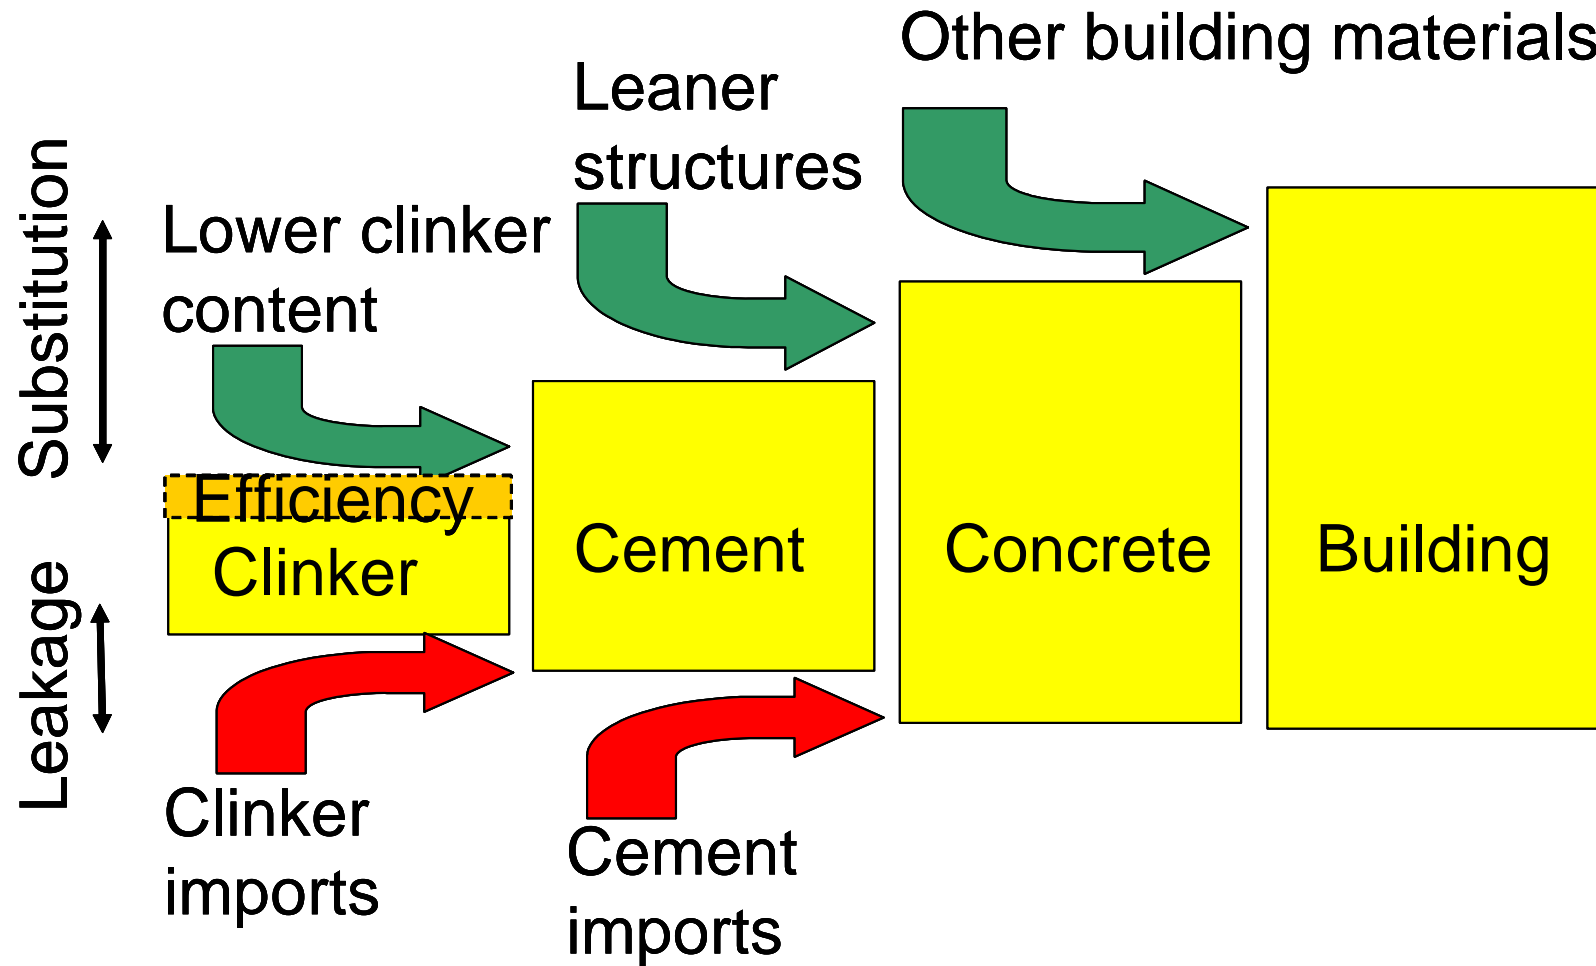 Other building materials
Leaner
structures
Substitution
Lower clinker
content
Efficiency
Clinker
Cement
Concrete
Building
Leakage
Clinker
imports
Cement
imports